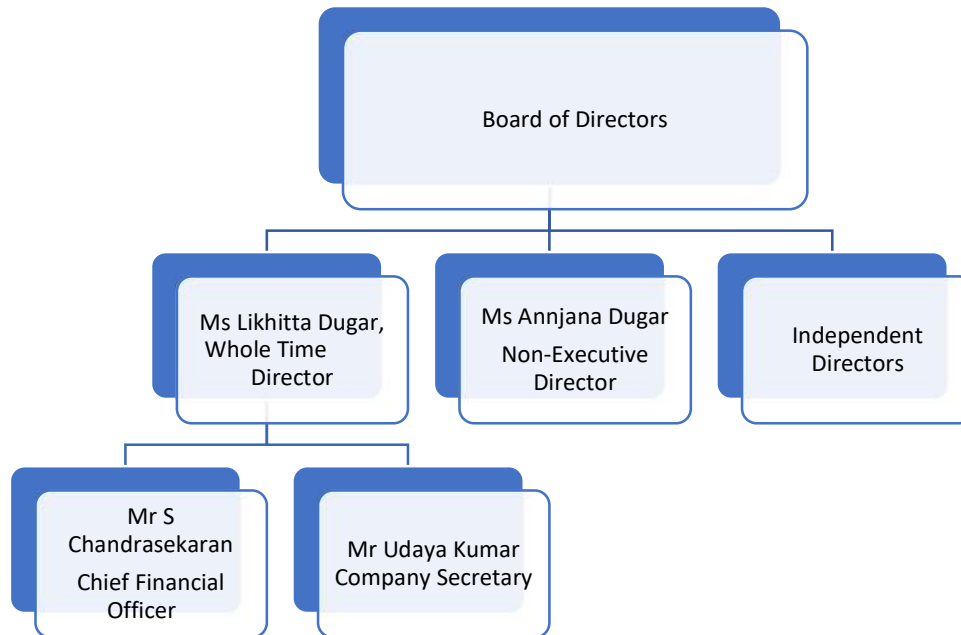 Board of Directors
Ms Likhitta Dugar,
Whole Time
Director
Ms Annjana Dugar
Non-Executive
Director
Independent
Directors
Mr S
Chandrasekaran
Chief Financial
Officer
Mr Udaya Kumar
Company Secretary